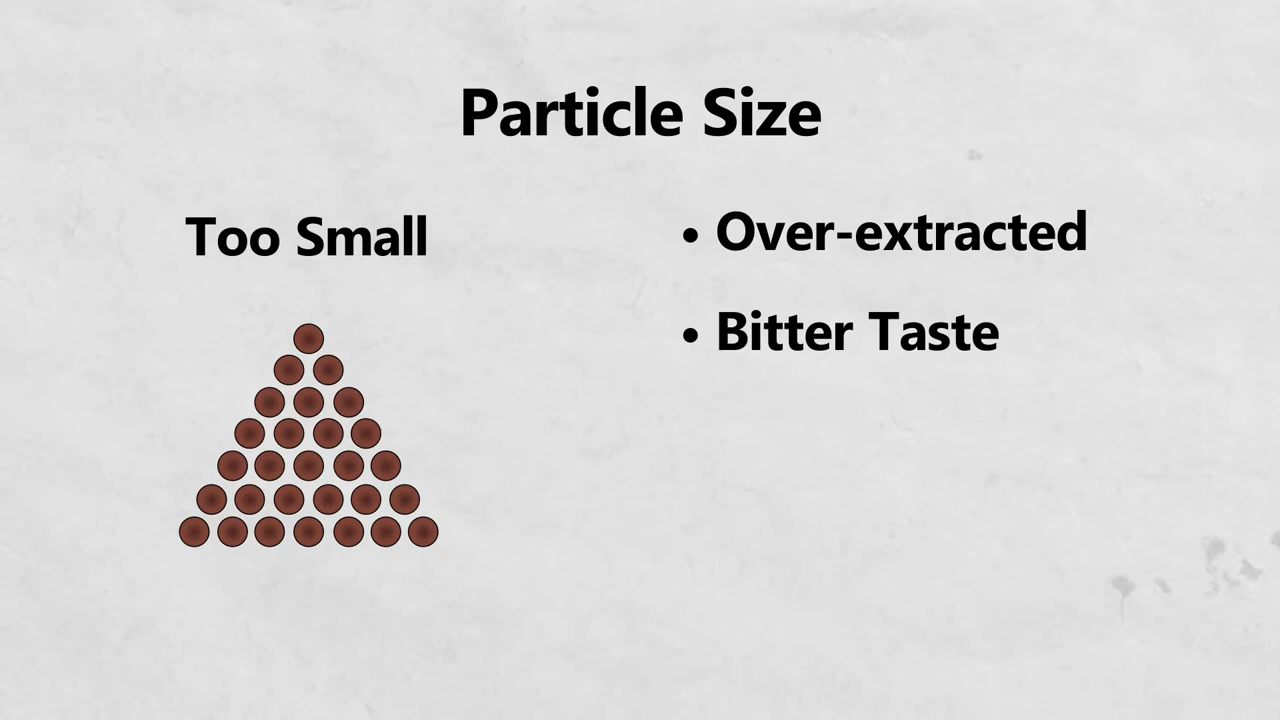 Particle Size
Too Small
• Over-extracted
• Bitter Taste